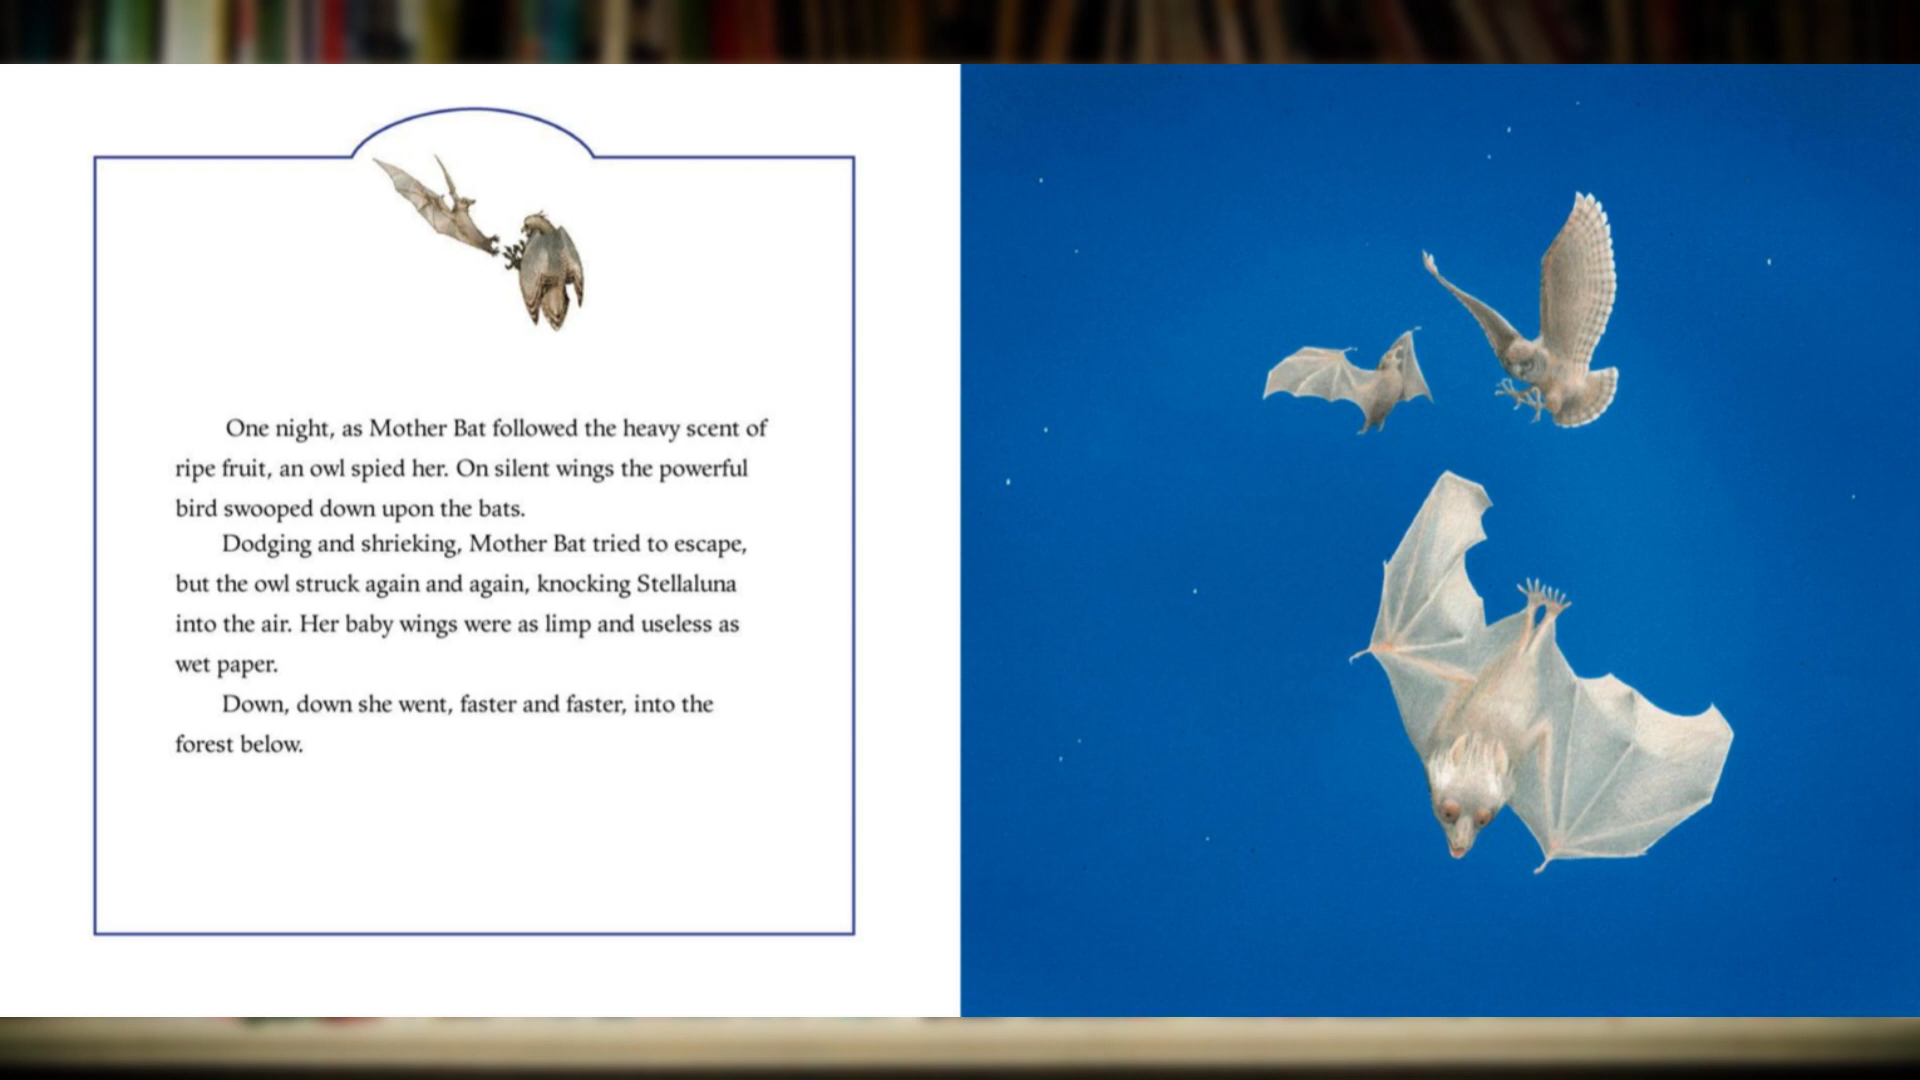 One night, as Mother Bat followed the heavy scent of
ripe fruit, an owl spied her. On silent wings the powerful
bird swooped down upon the bats.
Dodging and shrieking, Mother Bat tried to escape,
but the owl struck again and again, knocking Stellaluna
into the air. Her baby wings were as limp and useless as
wet paper.
Down, down she went, faster and faster, into the
forest below.